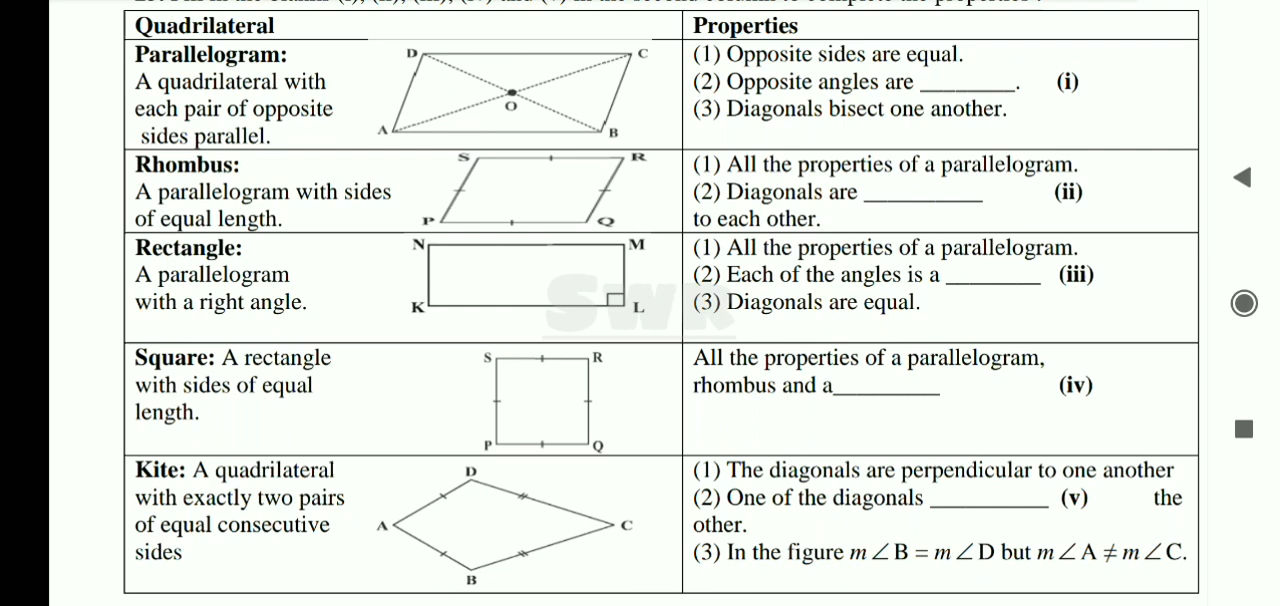 Quadrilateral
Properties
Parallelogram:
A quadrilateral with
each pair of opposite
sides parallel.
D
C
O
A
B
(1) Opposite sides are equal.
(2) Opposite angles are __________. (i)
(3) Diagonals bisect one another.
Rhombus:
A parallelogram with sides
of equal length.
S
R
P
Q
(1) All the properties of a parallelogram.
(2) Diagonals are __________ (ii)
to each other.
Rectangle:
A parallelogram
with a right angle.
N
M
K
L
(1) All the properties of a parallelogram.
(2) Each of the angles is a ________ (iii)
(3) Diagonals are equal.
SWR
Square: A rectangle
with sides of equal
length.
S
R
P
Q
All the properties of a parallelogram,
rhombus and a_________ (iv)
Kite: A quadrilateral
with exactly two pairs
of equal consecutive
sides
D
A
C
B
(1) The diagonals are perpendicular to one another
(2) One of the diagonals __________ (v) the
other.
(3) In the figure m∠B = m∠D but m∠A ≠ m∠C.